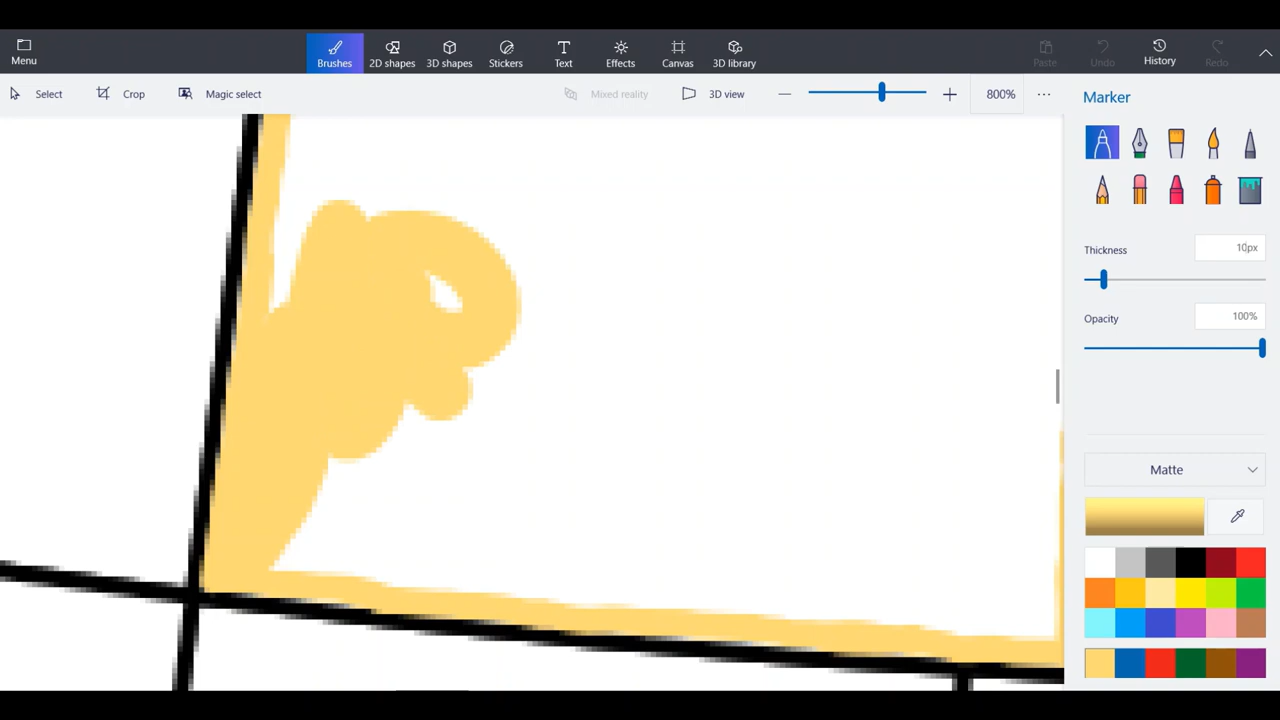 Menu
Brushes
2D shapes
3D shapes
Stickers
Text
Effects
Canvas
3D library
Paste
Undo
History
Redo
Select
Crop
Magic select
Mixed reality
3D view
800%
Marker
Thickness
10px
Opacity
100%
Matte